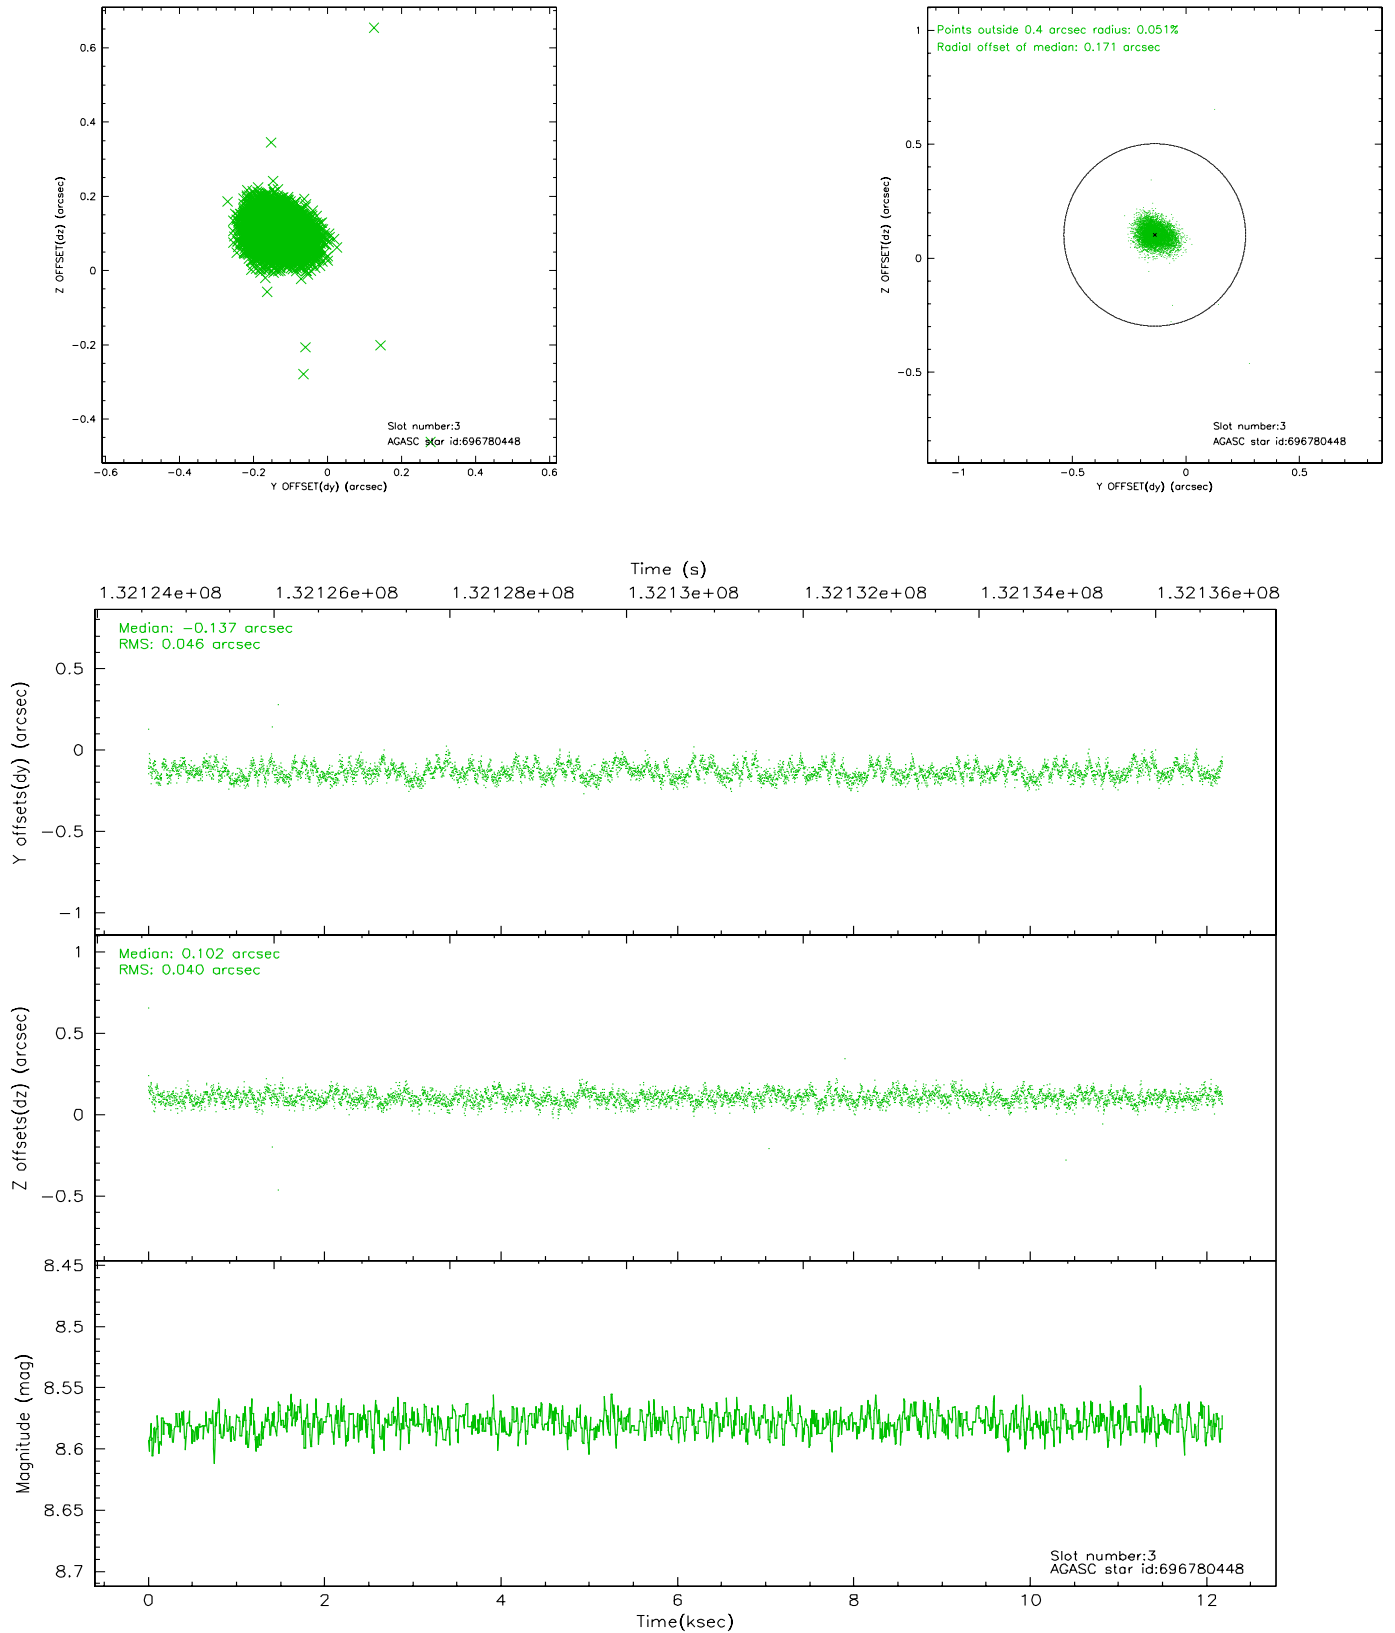 0.6
0.4
0.2
0
−0.2
−0.4
Z OFFSET(dz) (arcsec)
Slot number:3
AGASC star id:696780448
−0.6 −0.4 −0.2 0 0.2 0.4 0.6
Y OFFSET(dy) (arcsec)
Points outside 0.4 arcsec radius: 0.051%
Radial offset of median: 0.171 arcsec
1
0.5
0
−0.5
Z OFFSET(dz) (arcsec)
Slot number:3
AGASC star id:696780448
−1 −0.5 0 0.5
Y OFFSET(dy) (arcsec)
Time (s)
1.32124e+08 1.32126e+08 1.32128e+08 1.3213e+08 1.32132e+08 1.32134e+08 1.32136e+08
Median: −0.137 arcsec
RMS: 0.046 arcsec
0.5
0
−0.5
−1
Y offsets(dy) (arcsec)
Median: 0.102 arcsec
RMS: 0.040 arcsec
1
0.5
0
−0.5
Z offsets(dz) (arcsec)
8.45
8.5
8.55
8.6
8.65
8.7
Magnitude (mag)
Slot number:3
AGASC star id:696780448
0 2 4 6 8 10 12
Time(ksec)